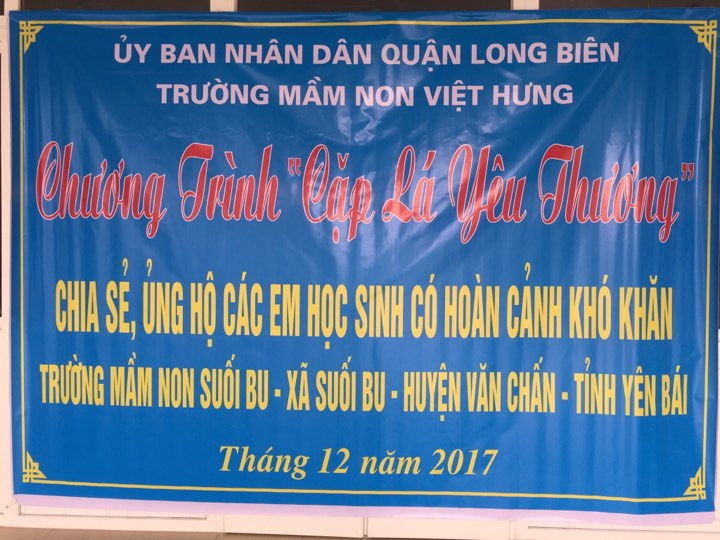 ỦY BAN NHÂN DÂN QUẬN LONG BIÊN
TRƯỜNG MẦM NON VIỆT HƯNG
Chương Trình "Cặp Lá Yêu Thương"
CHIA SẺ, ỦNG HỘ CÁC EM HỌC SINH CÓ HOÀN CẢNH KHÓ KHĂN
TRƯỜNG MẦM NON SUỐI BU - XÃ SUỐI BU - HUYỆN VĂN CHẤN - TỈNH YÊN BÁI
Tháng 12 năm 2017